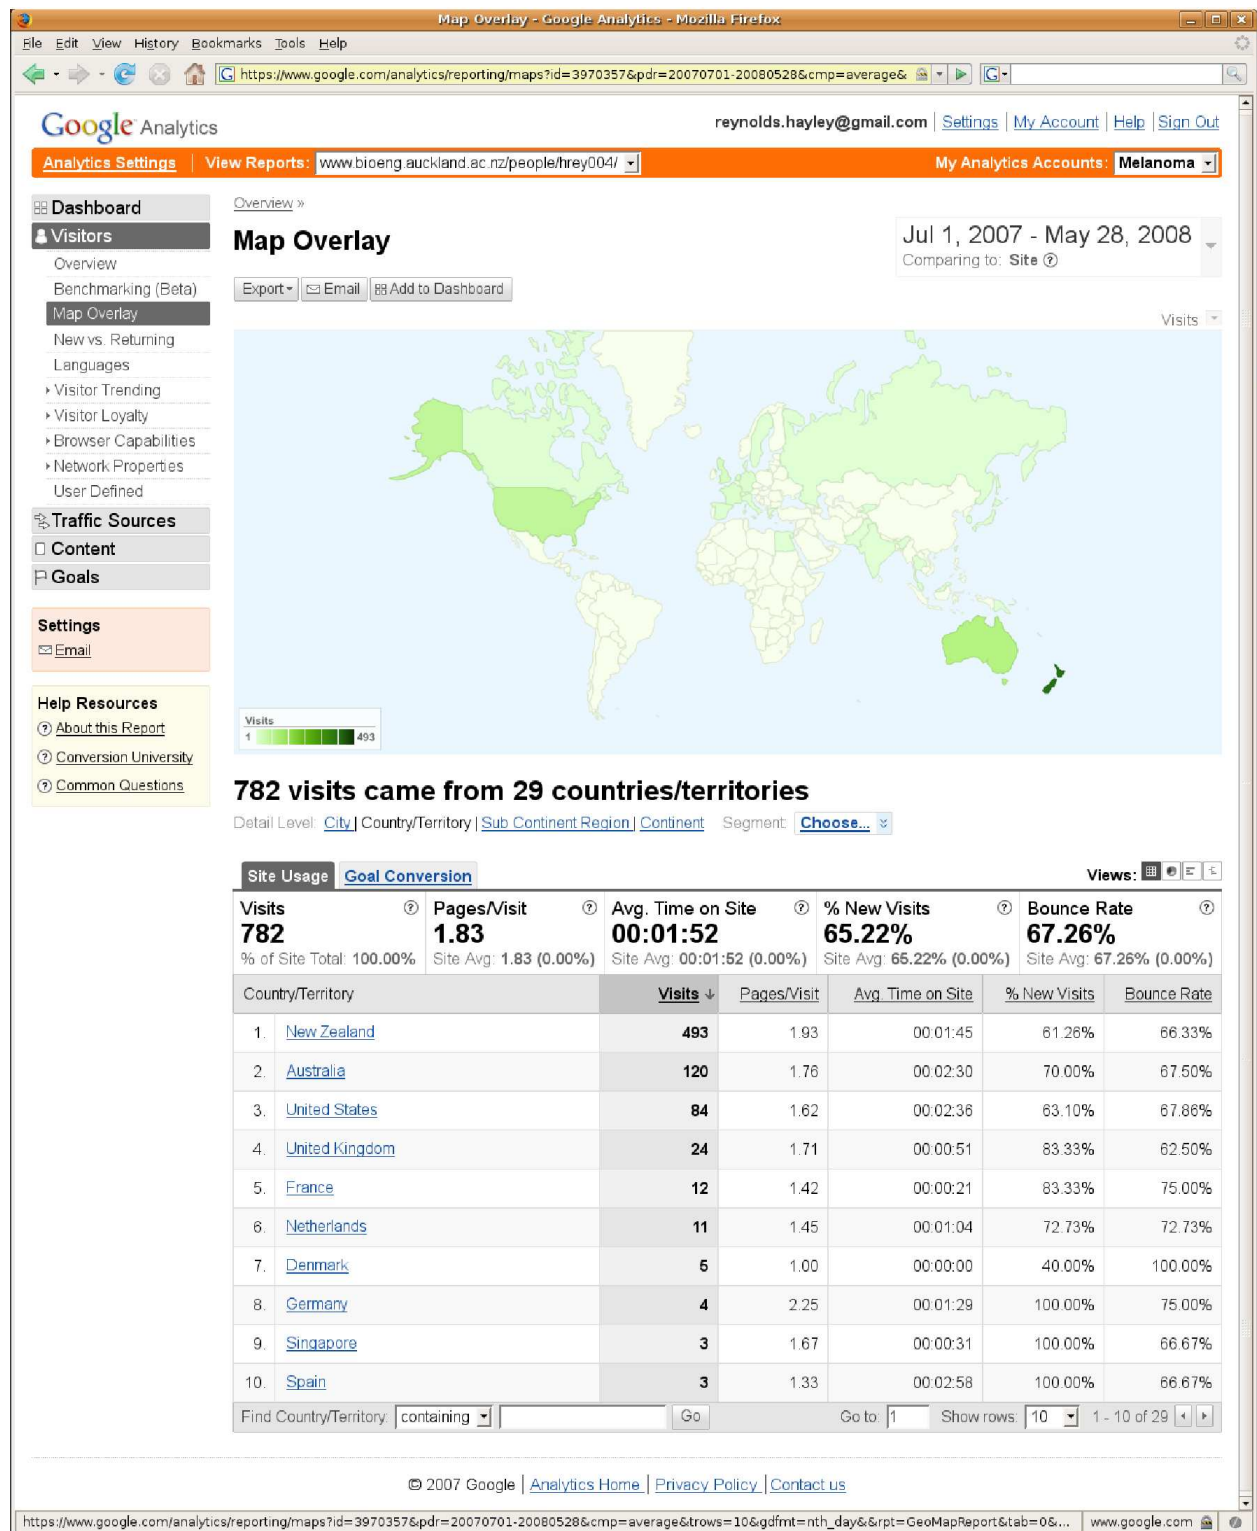 Map Overlay - Google Analytics - Mozilla Firefox
File Edit View History Bookmarks Tools Help
https://www.google.com/analytics/reporting/maps?id=3970357&pdr=20070701-20080528&cmp=average&
Google Analytics
reynolds.hayley@gmail.com | Settings | My Account | Help | Sign Out
Analytics Settings | View Reports: www.bioeng.auckland.ac.nz/people/hrey004/
My Analytics Accounts: Melanoma
Dashboard
Visitors
Overview
Benchmarking (Beta)
Map Overlay
New vs. Returning
Languages
Visitor Trending
Visitor Loyalty
Browser Capabilities
Network Properties
User Defined
Traffic Sources
Content
Goals
Settings
Email
Help Resources
About this Report
Conversion University
Common Questions
Overview »
Map Overlay
Jul 1, 2007 - May 28, 2008
Comparing to: Site
Export Email Add to Dashboard
Visits
Visits
1 493
782 visits came from 29 countries/territories
Detail Level: City | Country/Territory | Sub Continent Region | Continent Segment: Choose...
Site Usage Goal Conversion
Views:
Visits Pages/Visit Avg. Time on Site % New Visits Bounce Rate
782 1.83 00:01:52 65.22% 67.26%
% of Site Total: 100.00% Site Avg: 1.83 (0.00%) Site Avg: 00:01:52 (0.00%) Site Avg: 65.22% (0.00%) Site Avg: 67.26% (0.00%)
Country/Territory Visits Pages/Visit Avg. Time on Site % New Visits Bounce Rate
1. New Zealand 493 1.93 00:01:45 61.26% 66.33%
2. Australia 120 1.76 00:02:30 70.00% 67.50%
3. United States 84 1.62 00:02:36 63.10% 67.86%
4. United Kingdom 24 1.71 00:00:51 83.33% 62.50%
5. France 12 1.42 00:00:21 83.33% 75.00%
6. Netherlands 11 1.45 00:01:04 72.73% 72.73%
7. Denmark 5 1.00 00:00:00 40.00% 100.00%
8. Germany 4 2.25 00:01:29 100.00% 75.00%
9. Singapore 3 1.67 00:00:31 100.00% 66.67%
10. Spain 3 1.33 00:02:58 100.00% 66.67%
Find Country/Territory: containing Go Go to: 1 Show rows: 10 1 - 10 of 29
© 2007 Google | Analytics Home | Privacy Policy | Contact us
https://www.google.com/analytics/reporting/maps?id=3970357&pdr=20070701-20080528&cmp=average&trows=10&gdfmt=nth_day&&rpt=GeoMapReport&tab=0&... www.google.com